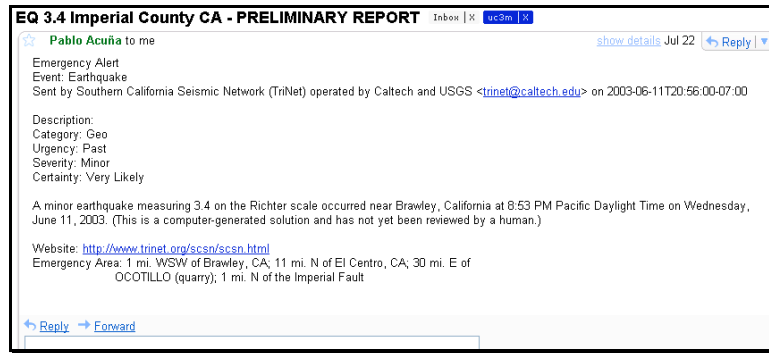 EQ 3.4 Imperial County CA - PRELIMINARY REPORT Inbox | X uc3m | X
Pablo Acuña to me show details Jul 22 Reply
Emergency Alert
Event: Earthquake
Sent by Southern California Seismic Network (TriNet) operated by Caltech and USGS <trinet@caltech.edu> on 2003-06-11T20:56:00-07:00
Description:
Category: Geo
Urgency: Past
Severity: Minor
Certainty: Very Likely
A minor earthquake measuring 3.4 on the Richter scale occurred near Brawley, California at 8:53 PM Pacific Daylight Time on Wednesday,
June 11, 2003. (This is a computer-generated solution and has not yet been reviewed by a human.)
Website: http://www.trinet.org/scsn/scsn.html
Emergency Area: 1 mi. WSW of Brawley, CA; 11 mi. N of El Centro, CA; 30 mi. E of
OCOTILLO (quarry); 1 mi. N of the Imperial Fault
Reply Forward